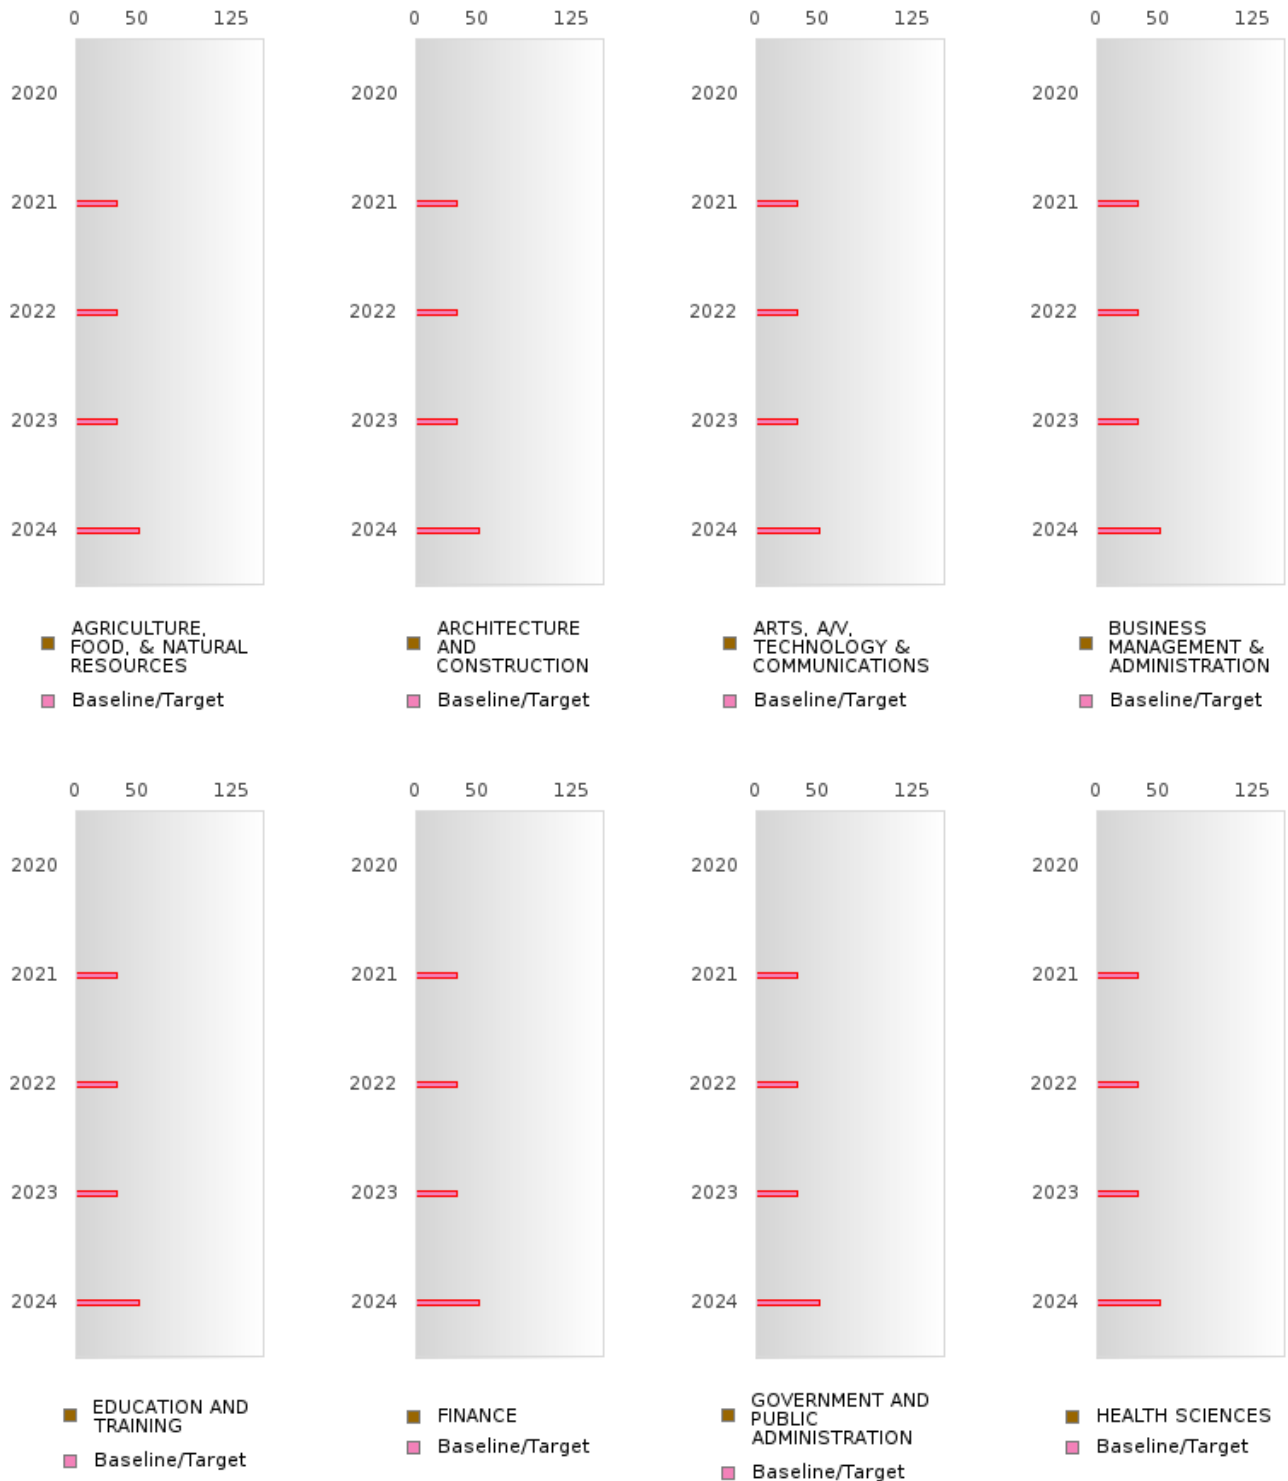 0 50 125
2020
2021
2022
2023
2024
AGRICULTURE,
FOOD, & NATURAL
RESOURCES
Baseline/Target
0 50 125
2020
2021
2022
2023
2024
ARCHITECTURE
AND
CONSTRUCTION
Baseline/Target
0 50 125
2020
2021
2022
2023
2024
ARTS, A/V,
TECHNOLOGY &
COMMUNICATIONS
Baseline/Target
0 50 125
2020
2021
2022
2023
2024
BUSINESS
MANAGEMENT &
ADMINISTRATION
Baseline/Target
0 50 125
2020
2021
2022
2023
2024
EDUCATION AND
TRAINING
Baseline/Target
0 50 125
2020
2021
2022
2023
2024
FINANCE
Baseline/Target
0 50 125
2020
2021
2022
2023
2024
GOVERNMENT AND
PUBLIC
ADMINISTRATION
Baseline/Target
0 50 125
2020
2021
2022
2023
2024
HEALTH SCIENCES
Baseline/Target